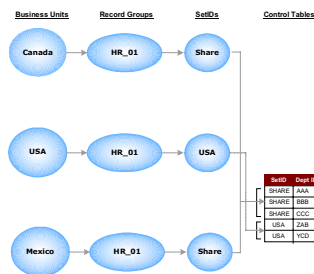 Business Units Record Groups SetIDs Control Tables
Canada HR_01 Share
USA HR_01 USA
SetID Dept I
SHARE AAA
SHARE BBB
SHARE CCC
USA ZAB
USA YCD
Mexico HR_01 Share